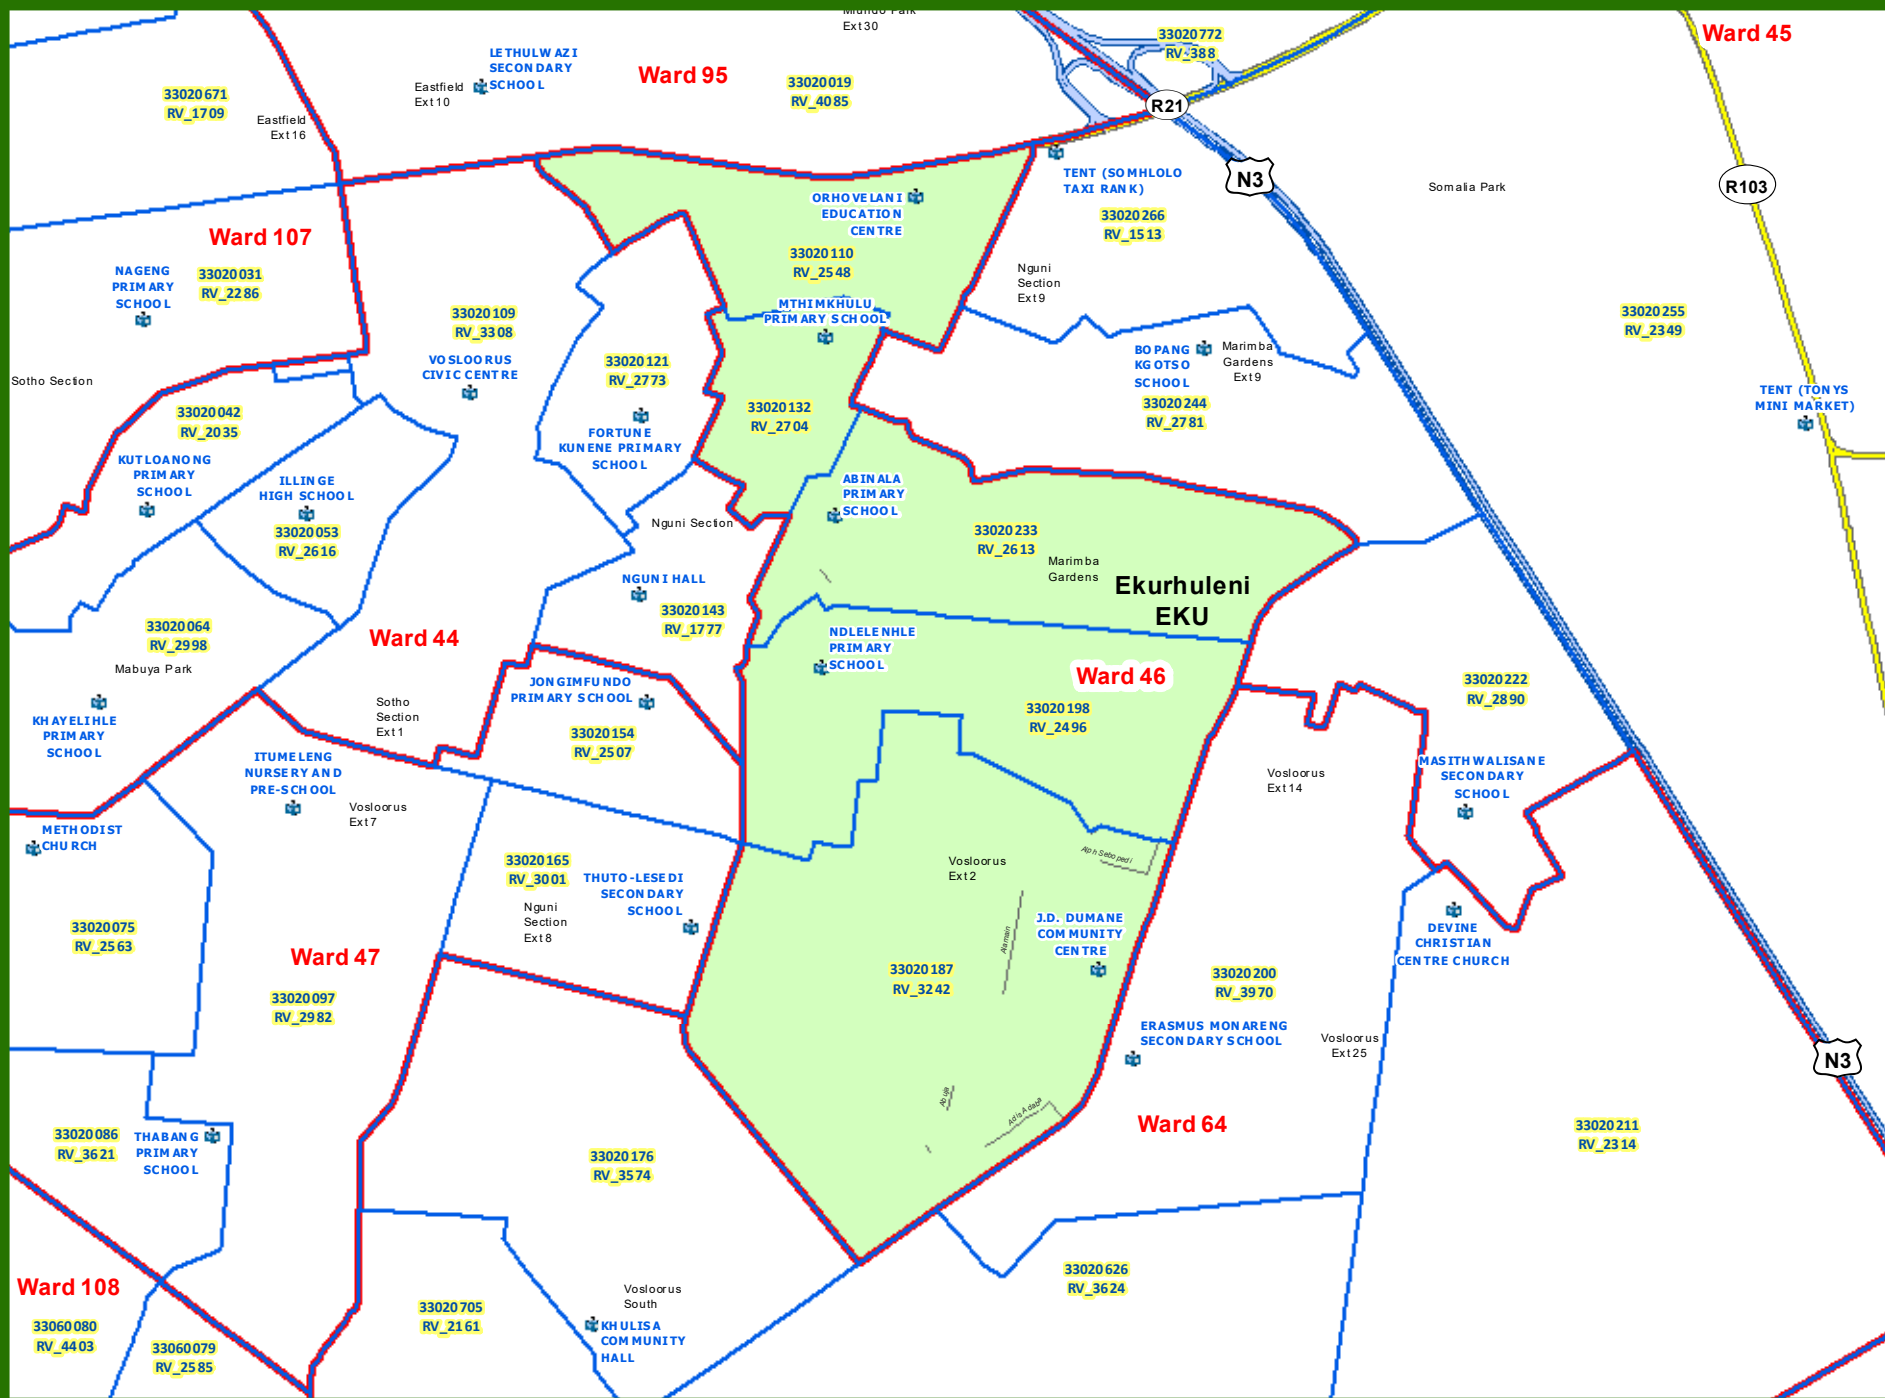 Ext 30
33020772
RV_388
Ward 45
LETHULWAZI
SECONDARY
SCHOOL
Eastfield
Ext 10
Ward 95
33020019
RV_4085
33020671
RV_1709
Eastfield
Ext 16
R21
N3
R103
Somalia Park
TENT (SOMHLOLO
TAXI RANK)
33020266
RV_1513
ORHOVELANI
EDUCATION
CENTRE
33020110
RV_2548
Ward 107
NAGENG
PRIMARY
SCHOOL
33020031
RV_2286
Nguni
Section
Ext 9
MTHIMKHULU
PRIMARY SCHOOL
33020109
RV_3308
VOSLOORUS
CIVIC CENTRE
33020121
RV_2773
33020255
RV_2349
BOPANG
KGOTSO
SCHOOL
Marimba
Gardens
Ext 9
33020244
RV_2781
Sotho Section
TENT (TONYS
MINI MARKET)
33020042
RV_2035
33020132
RV_2704
FORTUNE
KUNENE PRIMARY
SCHOOL
KUTLOANONG
PRIMARY
SCHOOL
ILLINGE
HIGH SCHOOL
33020053
RV_2616
ABINALA
PRIMARY
SCHOOL
Nguni Section
33020233
RV_2613
Marimba
Gardens
Ekurhuleni
EKU
NGUNI HALL
33020143
RV_1777
33020064
RV_2998
Mabuya Park
Ward 44
NDLELENHLE
PRIMARY
SCHOOL
Ward 46
33020198
RV_2496
JONGIMFUNDO
PRIMARY SCHOOL
33020222
RV_2890
KHAYELIHLE
PRIMARY
SCHOOL
Sotho
Section
Ext 1
33020154
RV_2507
ITUMELENG
NURSERY AND
PRE-SCHOOL
Vosloorus
Ext 7
Vosloorus
Ext 14
MASITHWALISANE
SECONDARY
SCHOOL
METHODIST
CHURCH
33020165
RV_3001
THUTO-LESEDI
SECONDARY
SCHOOL
Nguni
Section
Ext 8
Vosloorus
Ext 2
Alph Sebopedi
Alamain
J.D. DUMANE
COMMUNITY
CENTRE
33020075
RV_2563
Ward 47
33020097
RV_2982
33020187
RV_3242
33020200
RV_3970
DEVINE
CHRISTIAN
CENTRE CHURCH
ERASMUS MONARENG
SECONDARY SCHOOL
Vosloorus
Ext 25
N3
Abuja
Adis Adaba
Ward 64
33020211
RV_2314
33020086
RV_3621
THABANG
PRIMARY
SCHOOL
33020176
RV_3574
Ward 108
33060080
RV_4403
33060079
RV_2585
33020705
RV_2161
Vosloorus
South
KHULISA
COMMUNITY
HALL
33020626
RV_3624